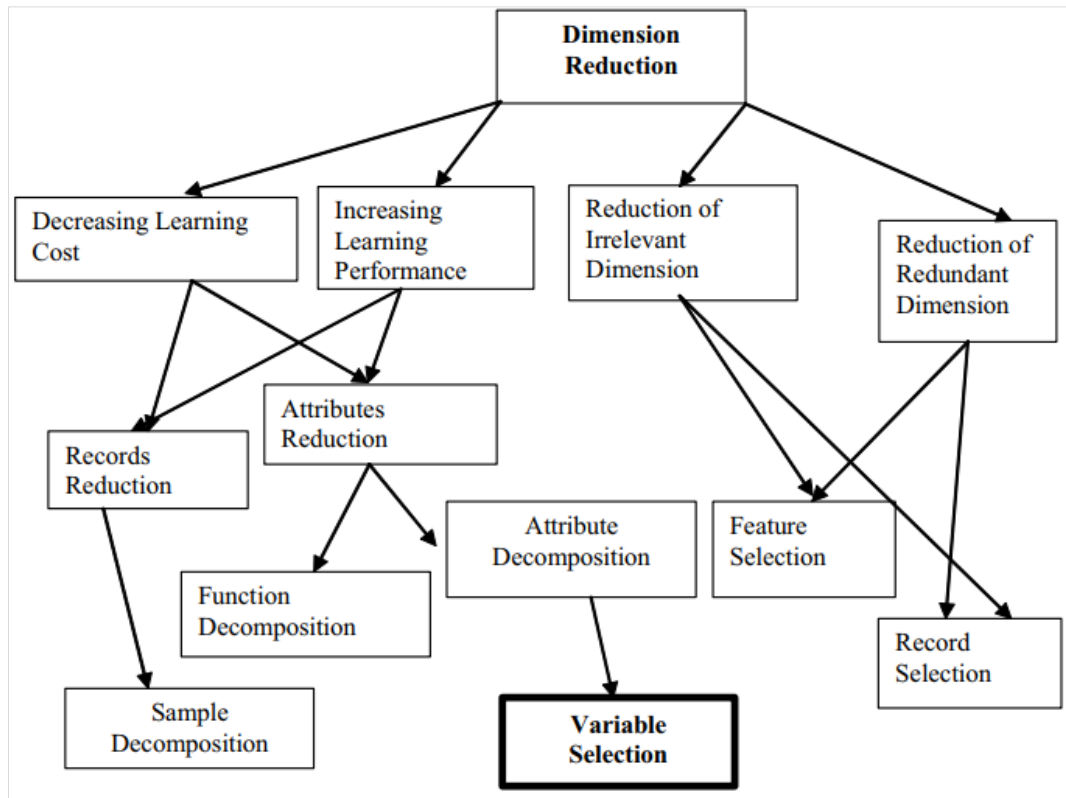 Dimension
Reduction
Decreasing Learning
Cost
Increasing
Learning
Performance
Reduction of
Irrelevant
Dimension
Reduction of
Redundant
Dimension
Records
Reduction
Attributes
Reduction
Attribute
Decomposition
Feature
Selection
Function
Decomposition
Record
Selection
Sample
Decomposition
Variable
Selection